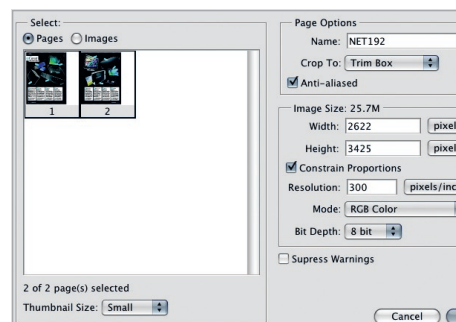 Select:
Pages Images
1 2
2 of 2 page(s) selected
Thumbnail Size: Small
Page Options
Name: NET192
Crop To: Trim Box
Anti-aliased
Image Size: 25.7M
Width: 2622 pixel
Height: 3425 pixel
Constrain Proportions
Resolution: 300 pixels/inc
Mode: RGB Color
Bit Depth: 8 bit
Supress Warnings
Cancel